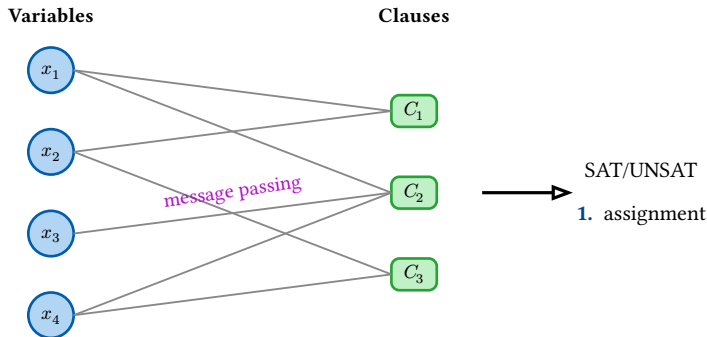 Variables
Clauses
x₁
x₂
x₃
x₄
message passing
C₁
C₂
C₃
SAT/UNSAT
1. assignment